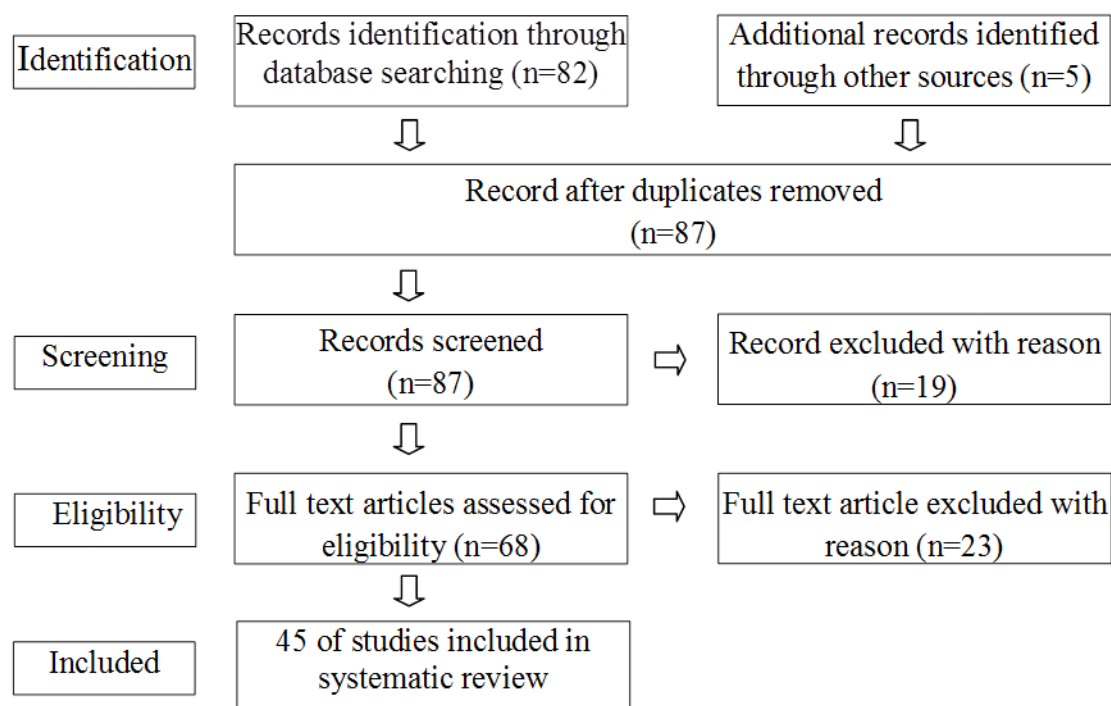 Identification
Records identification through
database searching (n=82)
Additional records identified
through other sources (n=5)
Record after duplicates removed
(n=87)
Screening
Records screened
(n=87)
Record excluded with reason
(n=19)
Eligibility
Full text articles assessed for
eligibility (n=68)
Full text article excluded with
reason (n=23)
Included
45 of studies included in
systematic review